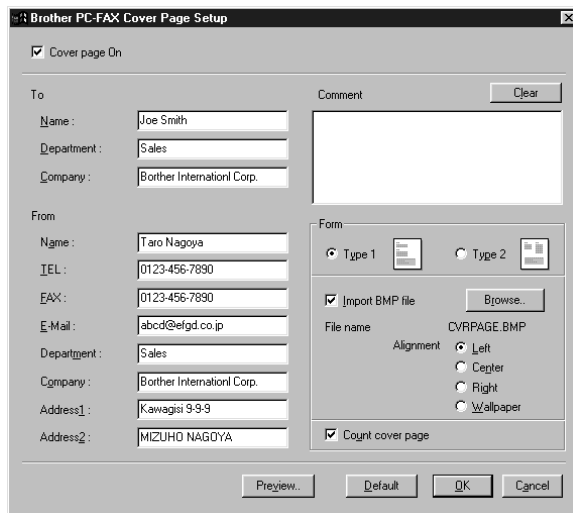 Brother PC-FAX Cover Page Setup
Cover page On
To
Name : Joe Smith
Department : Sales
Company : Borther Internationl Corp.
From
Name : Taro Nagoya
TEL : 0123-456-7890
FAX : 0123-456-7890
E-Mail : abcd@efgd.co.jp
Department : Sales
Company : Borther Internationl Corp.
Address1 : Kawagisi 9-9-9
Address2 : MIZUHO NAGOYA
Comment Clear
Form
Type 1 Type 2
Import BMP file Browse..
File name CVRPAGE.BMP
Alignment Left
Center
Right
Wallpaper
Count cover page
Preview.. Default OK Cancel